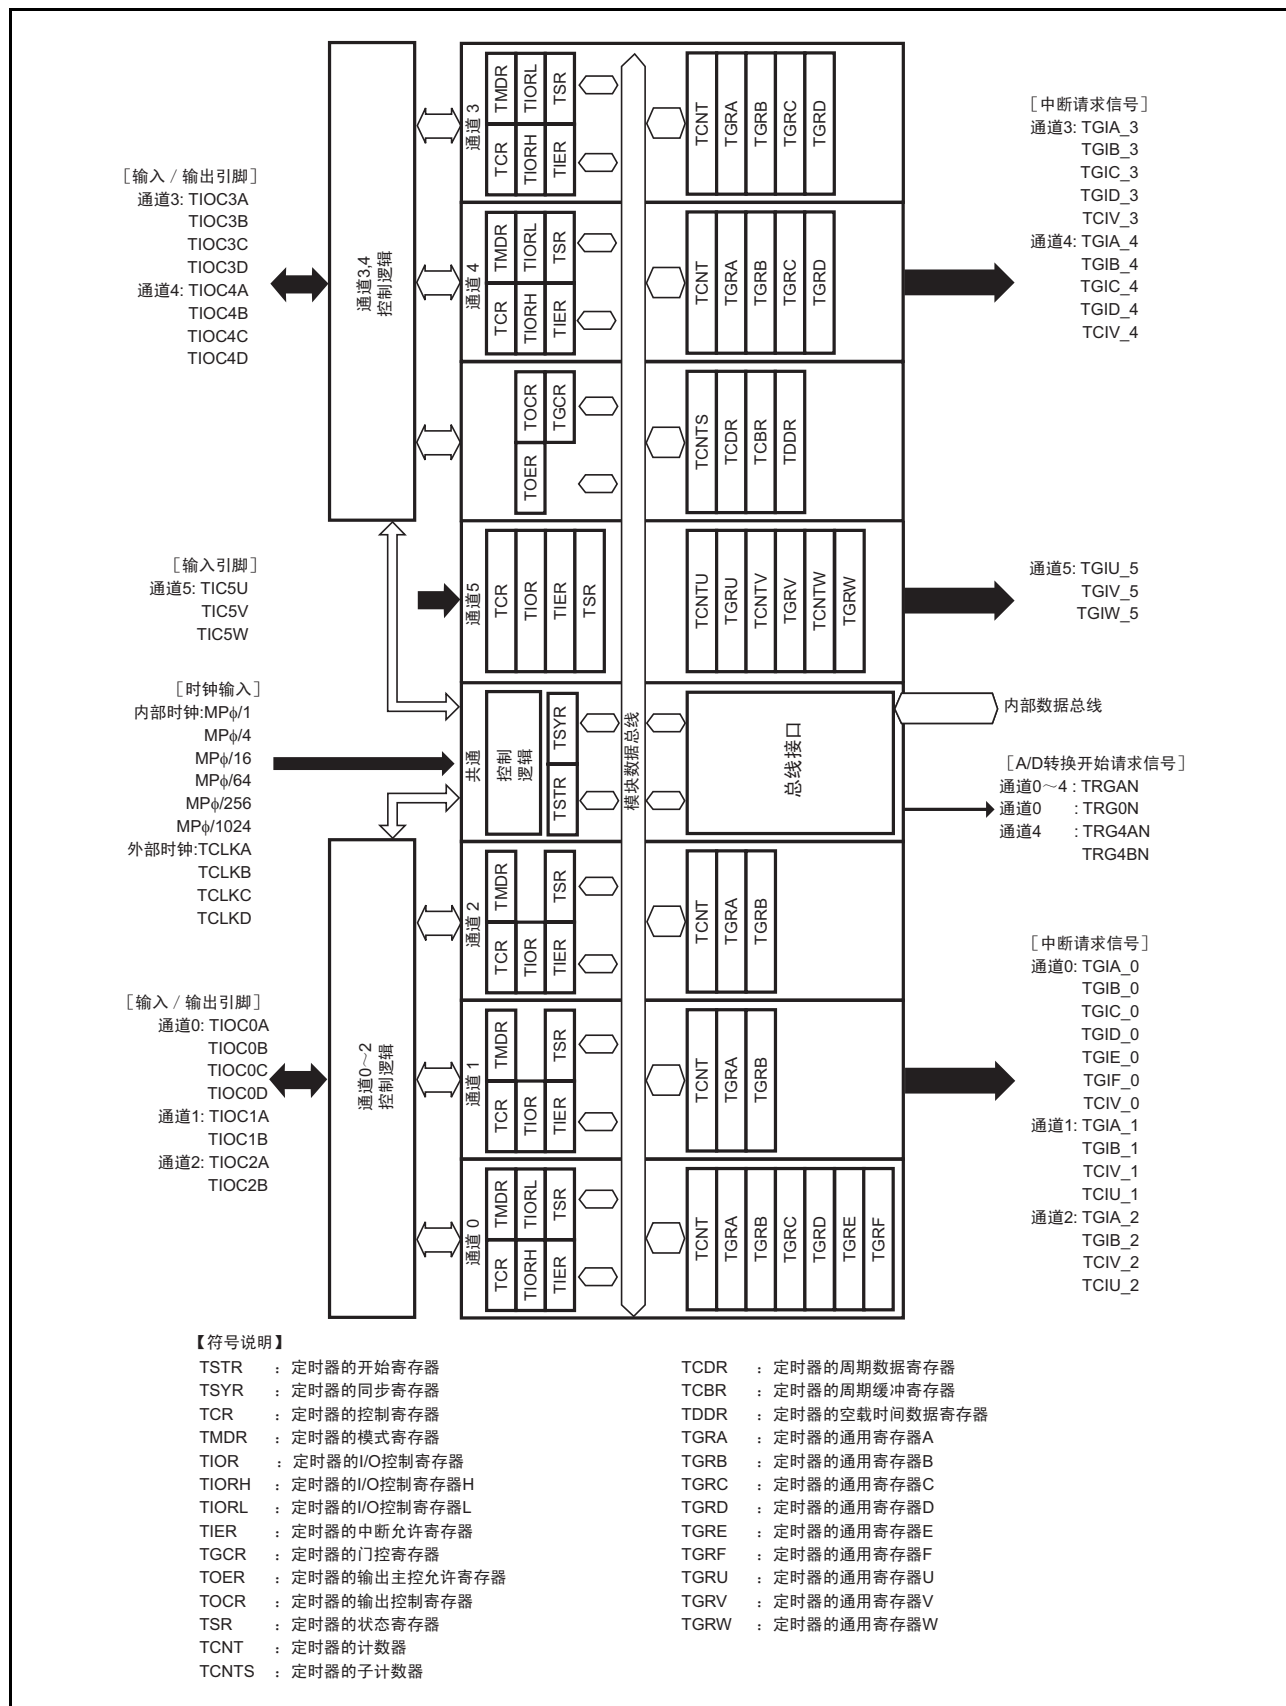 ［输入 / 输出引脚］
通道3: TIOC3A
TIOC3B
TIOC3C
TIOC3D
通道4: TIOC4A
TIOC4B
TIOC4C
TIOC4D
［输入引脚］
通道5: TIC5U
TIC5V
TIC5W
［时钟输入］
内部时钟:MPϕ/1
MPϕ/4
MPϕ/16
MPϕ/64
MPϕ/256
MPϕ/1024
外部时钟:TCLKA
TCLKB
TCLKC
TCLKD
［输入 / 输出引脚］
通道0: TIOC0A
TIOC0B
TIOC0C
TIOC0D
通道1: TIOC1A
TIOC1B
通道2: TIOC2A
TIOC2B
通道3,4
控制逻辑
通道0～2
控制逻辑
通道 3
TCR TMDR
TIORH TIORL
TIER TSR
TCNT
TGRA
TGRB
TGRC
TGRD
通道 4
TCR TMDR
TIORH TIORL
TIER TSR
TCNT
TGRA
TGRB
TGRC
TGRD
TOER TOCR
TGCR
TCNTS
TCDR
TCBR
TDDR
通道5
TCR
TIOR
TIER
TSR
TCNTU
TGRU
TCNTV
TGRV
TCNTW
TGRW
共通
控制
逻辑
TSTR TSYR
模块数据总线
总线接口
通道 2
TCR TMDR
TIOR
TIER TSR
TCNT
TGRA
TGRB
通道 1
TCR TMDR
TIOR
TIER TSR
TCNT
TGRA
TGRB
通道 0
TCR TMDR
TIORH TIORL
TIER TSR
TCNT
TGRA
TGRB
TGRC
TGRD
TGRE
TGRF
［中断请求信号］
通道3: TGIA_3
TGIB_3
TGIC_3
TGID_3
TCIV_3
通道4: TGIA_4
TGIB_4
TGIC_4
TGID_4
TCIV_4
通道5: TGIU_5
TGIV_5
TGIW_5
内部数据总线
［A/D转换开始请求信号］
通道0～4 : TRGAN
通道0 : TRG0N
通道4 : TRG4AN
TRG4BN
［中断请求信号］
通道0: TGIA_0
TGIB_0
TGIC_0
TGID_0
TGIE_0
TGIF_0
TCIV_0
通道1: TGIA_1
TGIB_1
TCIV_1
TCIU_1
通道2: TGIA_2
TGIB_2
TCIV_2
TCIU_2
【符号说明】
TSTR ：定时器的开始寄存器
TSYR ：定时器的同步寄存器
TCR ：定时器的控制寄存器
TMDR ：定时器的模式寄存器
TIOR ：定时器的I/O控制寄存器
TIORH ：定时器的I/O控制寄存器H
TIORL ：定时器的I/O控制寄存器L
TIER ：定时器的中断允许寄存器
TGCR ：定时器的门控寄存器
TOER ：定时器的输出主控允许寄存器
TOCR ：定时器的输出控制寄存器
TSR ：定时器的状态寄存器
TCNT ：定时器的计数器
TCNTS ：定时器的子计数器
TCDR ：定时器的周期数据寄存器
TCBR ：定时器的周期缓冲寄存器
TDDR ：定时器的空载时间数据寄存器
TGRA ：定时器的通用寄存器A
TGRB ：定时器的通用寄存器B
TGRC ：定时器的通用寄存器C
TGRD ：定时器的通用寄存器D
TGRE ：定时器的通用寄存器E
TGRF ：定时器的通用寄存器F
TGRU ：定时器的通用寄存器U
TGRV ：定时器的通用寄存器V
TGRW ：定时器的通用寄存器W